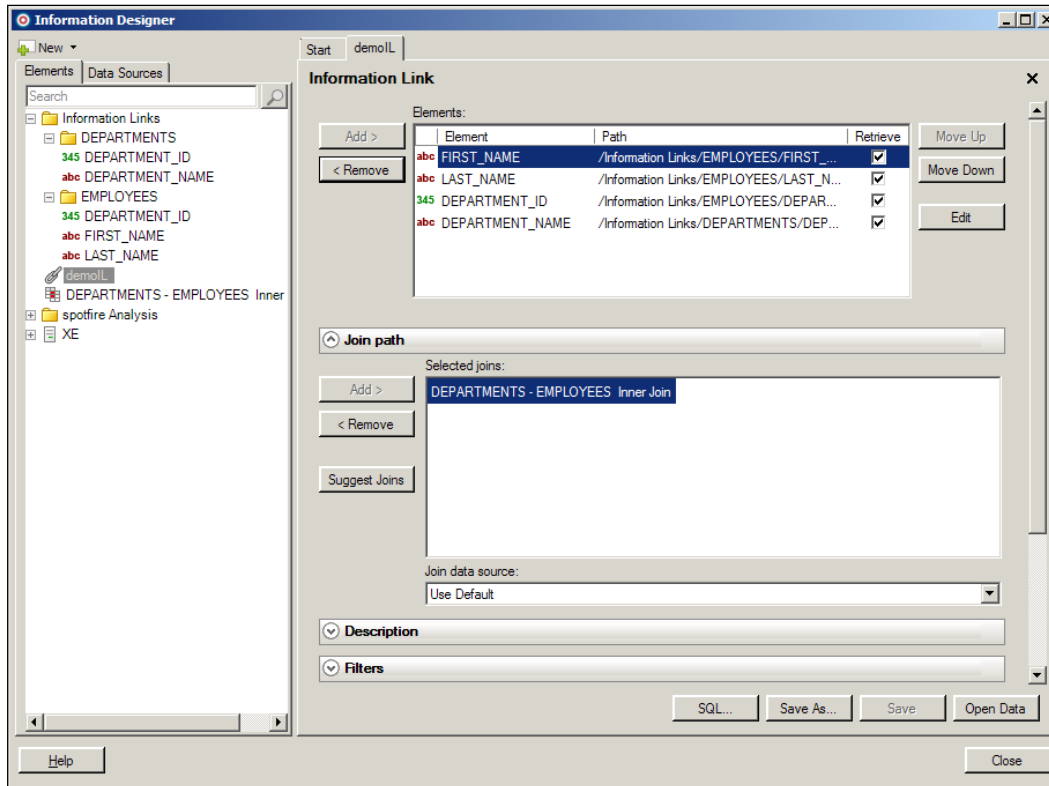 Information Designer
New
Start demoIL
Elements Data Sources
Search
Information Links
DEPARTMENTS
345 DEPARTMENT_ID
abc DEPARTMENT_NAME
EMPLOYEES
345 DEPARTMENT_ID
abc FIRST_NAME
abc LAST_NAME
demoIL
DEPARTMENTS - EMPLOYEES Inner
spotfire Analysis
XE
Information Link
Elements:
Add >
< Remove
Element Path Retrieve
abc FIRST_NAME /Information Links/EMPLOYEES/FIRST_...
abc LAST_NAME /Information Links/EMPLOYEES/LAST_N...
345 DEPARTMENT_ID /Information Links/EMPLOYEES/DEPAR...
abc DEPARTMENT_NAME /Information Links/DEPARTMENTS/DEP...
Move Up
Move Down
Edit
Join path
Selected joins:
Add >
< Remove
Suggest Joins
DEPARTMENTS - EMPLOYEES Inner Join
Join data source:
Use Default
Description
Filters
SQL... Save As... Save Open Data
Help Close